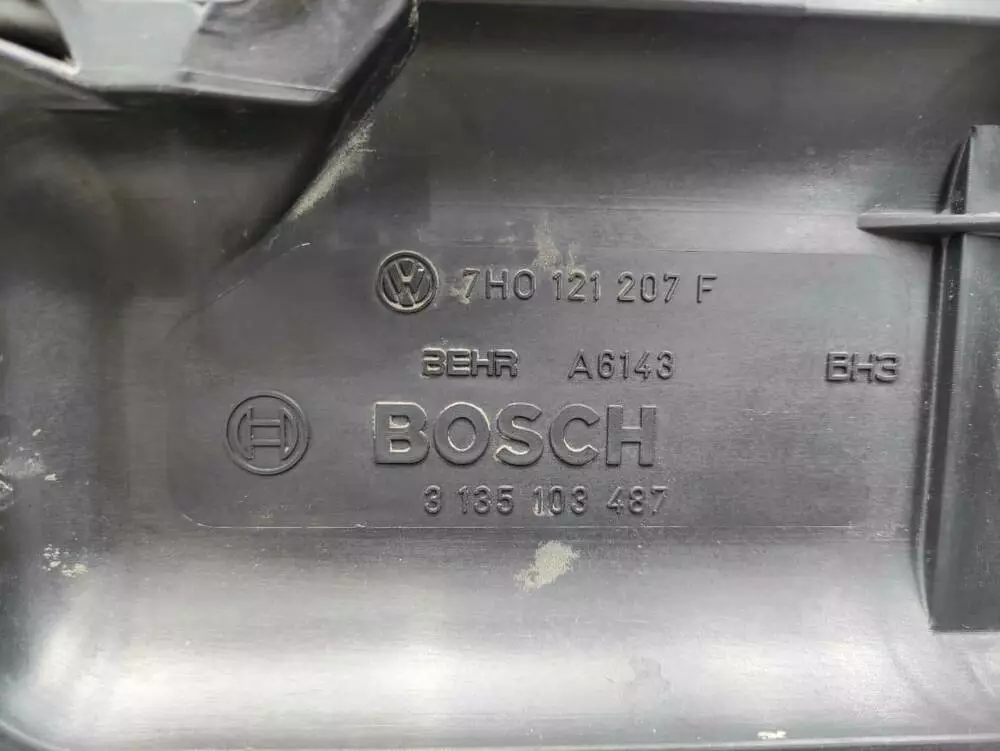 7H0 121 207 F
BEHR A6143 BH3
BOSCH
3 135 103 487